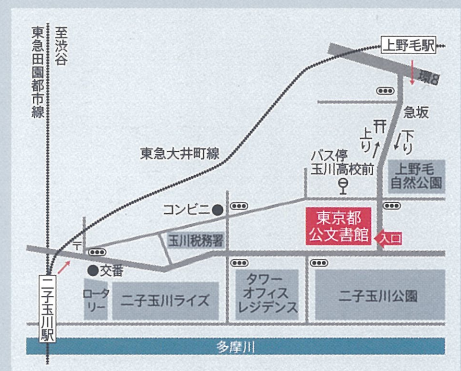 至渋谷
東急田園都市線
上野毛駅
環8
急坂
上り
下り
東急大井町線
バス停
玉川高校前
上野毛
自然公園
コンビニ
東京都
公文書館
入口
玉川税務署
〒
交番
二子玉川駅
ロータ
リー
二子玉川ライズ
タワー
オフィス
レジデンス
二子玉川公園
多摩川